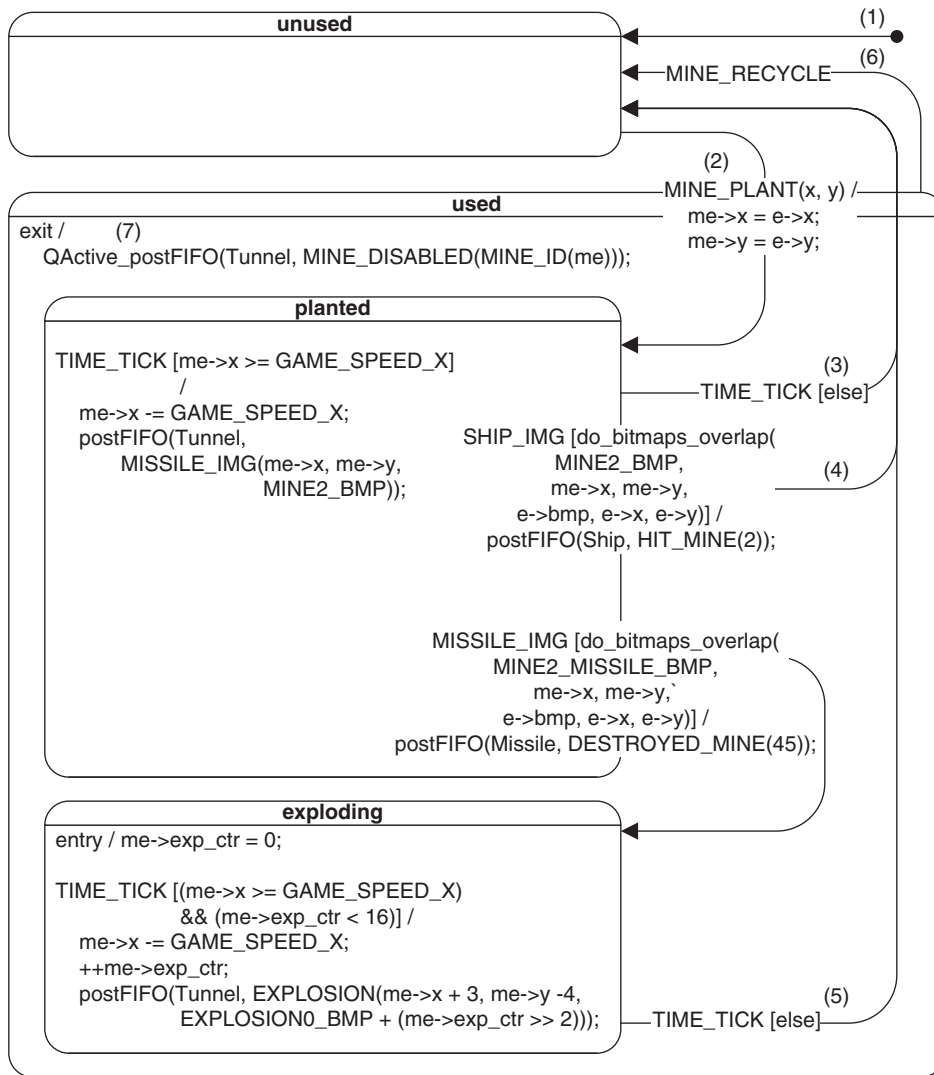 unused
(1)
(6)
MINE_RECYCLE
(2)
MINE_PLANT(x, y) /
me->x = e->x;
me->y = e->y;
used
exit / (7)
QActive_postFIFO(Tunnel, MINE_DISABLED(MINE_ID(me)));
planted
TIME_TICK [me->x >= GAME_SPEED_X]
/
me->x -= GAME_SPEED_X;
postFIFO(Tunnel,
MISSILE_IMG(me->x, me->y,
MINE2_BMP));
(3)
TIME_TICK [else]
SHIP_IMG [do_bitmaps_overlap(
MINE2_BMP,
me->x, me->y,
e->bmp, e->x, e->y)] /
postFIFO(Ship, HIT_MINE(2));
(4)
MISSILE_IMG [do_bitmaps_overlap(
MINE2_MISSILE_BMP,
me->x, me->y,`
e->bmp, e->x, e->y)] /
postFIFO(Missile, DESTROYED_MINE(45));
exploding
entry / me->exp_ctr = 0;
TIME_TICK [(me->x >= GAME_SPEED_X)
&& (me->exp_ctr < 16)] /
me->x -= GAME_SPEED_X;
++me->exp_ctr;
postFIFO(Tunnel, EXPLOSION(me->x + 3, me->y -4,
EXPLOSION0_BMP + (me->exp_ctr >> 2)));
(5)
TIME_TICK [else]